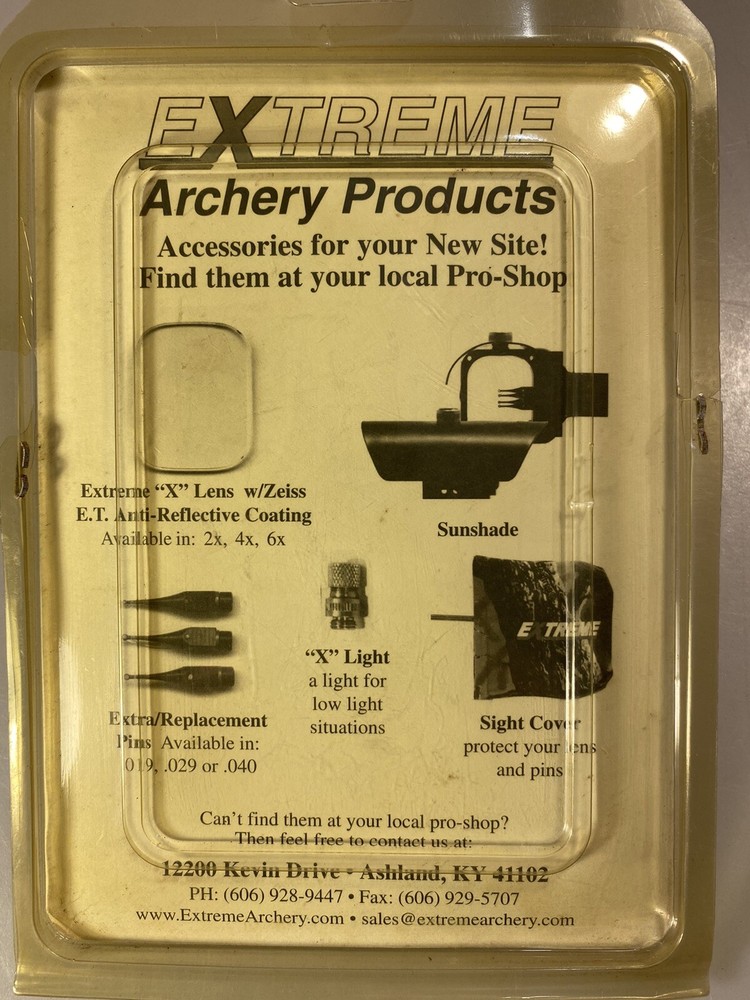 EXTREME
Archery Products
Accessories for your New Site!
Find them at your local Pro-Shop
Extreme “X” Lens w/Zeiss
E.T. Anti-Reflective Coating
Available in: 2x, 4x, 6x
Sunshade
EXTREME
“X” Light
a light for
low light
situations
Extra/Replacement
Pins Available in:
.019, .029 or .040
Sight Cover
protect your lens
and pins
Can’t find them at your local pro-shop?
Then feel free to contact us at:
12200 Kevin Drive • Ashland, KY 41102
PH: (606) 928-9447 • Fax: (606) 929-5707
www.ExtremeArchery.com • sales@extremearchery.com